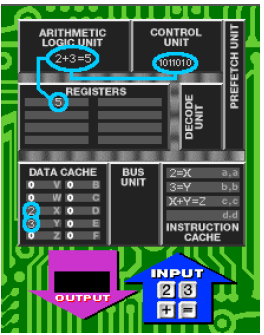 ARITHMETIC
LOGIC UNIT
2+3=5
CONTROL
UNIT
1011010
PREFETCH UNIT
REGISTERS
5
DECODE
UNIT
DATA CACHE
0 V 0 B
0 W 0 C
2 X 0 D
3 Y 0 E
0 Z 0 F
BUS
UNIT
2=X a,a
3=Y b,b
X+Y=Z c,c
d,d
INSTRUCTION
CACHE
OUTPUT
INPUT
2 3
+ =